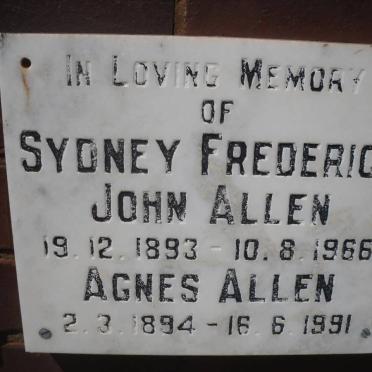 IN LOVING MEMORY
OF
SYDNEY FREDERIC
JOHN ALLEN
19.12.1893 - 10.8.1966
AGNES ALLEN
2.3.1894 - 16.6.1991